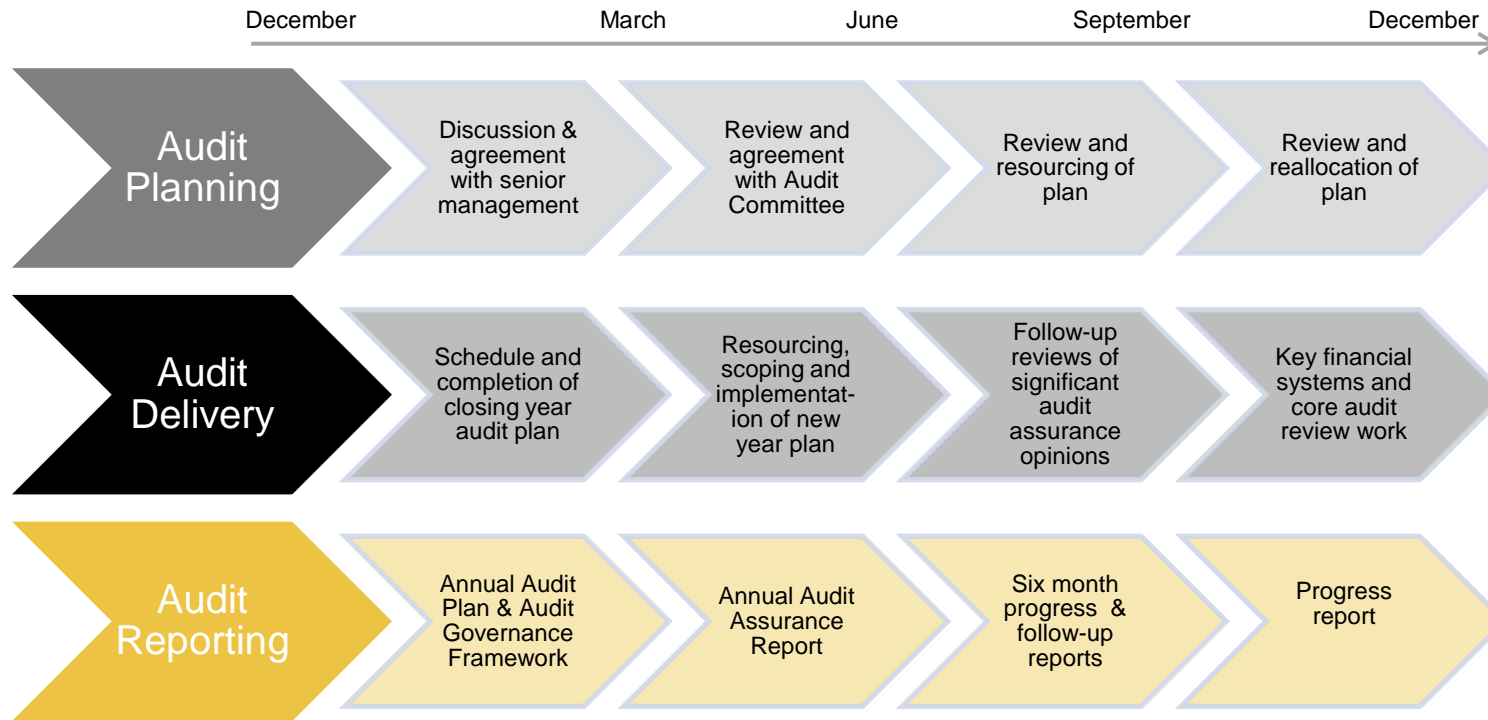 December March June September December
Audit
Planning
Discussion &
agreement
with senior
management
Review and
agreement
with Audit
Committee
Review and
resourcing of
plan
Review and
reallocation of
plan
Audit
Delivery
Schedule and
completion of
closing year
audit plan
Resourcing,
scoping and
implementat-
ion of new
year plan
Follow-up
reviews of
significant
audit
assurance
opinions
Key financial
systems and
core audit
review work
Audit
Reporting
Annual Audit
Plan & Audit
Governance
Framework
Annual Audit
Assurance
Report
Six month
progress &
follow-up
reports
Progress
report